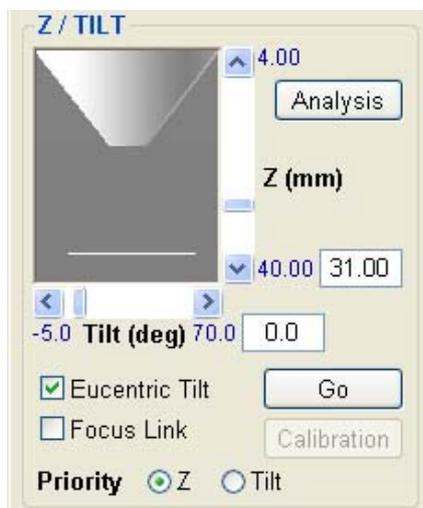 Z / TILT
4.00
Analysis
Z (mm)
40.00 31.00
-5.0 Tilt (deg) 70.0 0.0
Eucentric Tilt Go
Focus Link Calibration
Priority Z Tilt